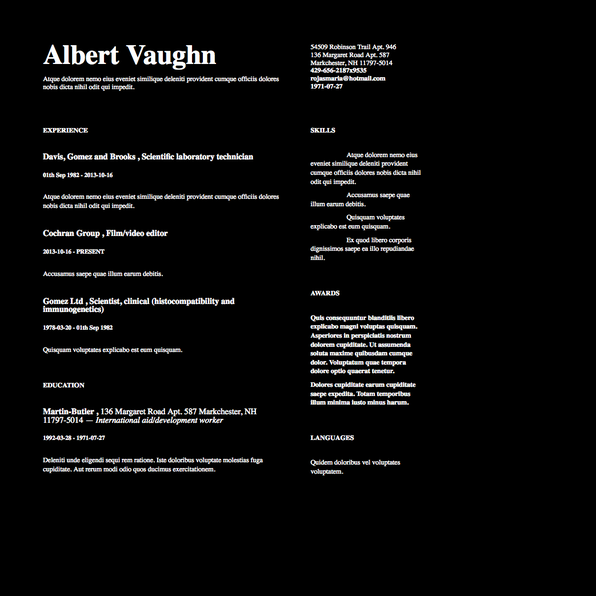 Albert Vaughn
Atque dolorem nemo eius eveniet similique deleniti provident cumque officiis dolores
nobis dicta nihil odit qui impedit.
54509 Robinson Trail Apt. 946
136 Margaret Road Apt. 587
Markchester, NH 11797-5014
429-656-2187x9535
rojasmaria@hotmail.com
1971-07-27
EXPERIENCE
Davis, Gomez and Brooks , Scientific laboratory technician
01th Sep 1982 - 2013-10-16
Atque dolorem nemo eius eveniet similique deleniti provident cumque officiis dolores
nobis dicta nihil odit qui impedit.
Cochran Group , Film/video editor
2013-10-16 - PRESENT
Accusamus saepe quae illum earum debitis.
Gomez Ltd , Scientist, clinical (histocompatibility and
immunogenetics)
1978-03-20 - 01th Sep 1982
Quisquam voluptates explicabo est eum quisquam.
EDUCATION
Martin-Butler , 136 Margaret Road Apt. 587 Markchester, NH
11797-5014 — International aid/development worker
1992-03-28 - 1971-07-27
Deleniti unde eligendi sequi rem ratione. Iste doloribus voluptate molestias fuga
cupiditate. Aut rerum modi odio quos ducimus exercitationem.
SKILLS
Atque dolorem nemo eius
eveniet similique deleniti provident
cumque officiis dolores nobis dicta nihil
odit qui impedit.
Accusamus saepe quae
illum earum debitis.
Quisquam voluptates
explicabo est eum quisquam.
Ex quod libero corporis
dignissimos saepe ea illo repudiandae
nihil.
AWARDS
Quis consequuntur blanditiis libero
explicabo magni voluptas quisquam.
Asperiores in perspiciatis nostrum
dolorem cupiditate. Ut assumenda
soluta maxime quibusdam cumque
dolor. Voluptatum quae tempora
dolore optio quaerat tenetur.
Dolores cupiditate earum cupiditate
saepe expedita. Totam temporibus
illum minima iusto minus harum.
LANGUAGES
Quidem doloribus vel voluptates
voluptatem.